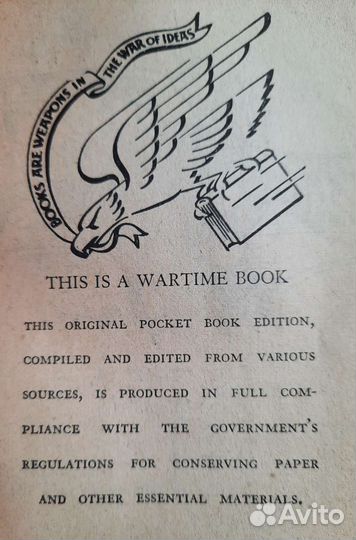 BOOKS ARE WEAPONS IN
THE WAR OF IDEAS
THIS IS A WARTIME BOOK
THIS ORIGINAL POCKET BOOK EDITION,
COMPILED AND EDITED FROM VARIOUS
SOURCES, IS PRODUCED IN FULL COM-
PLIANCE WITH THE GOVERNMENT'S
REGULATIONS FOR CONSERVING PAPER
AND OTHER ESSENTIAL MATERIALS.
Avito